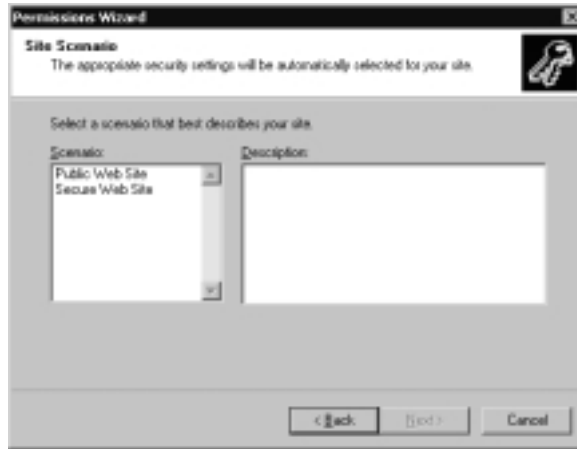 Permissions Wizard
Site Scenario
The appropriate security settings will be automatically selected for your site.
Select a scenario that best describes your site.
Scenario:
Description:
Public Web Site
Secure Web Site
< Back
Next >
Cancel